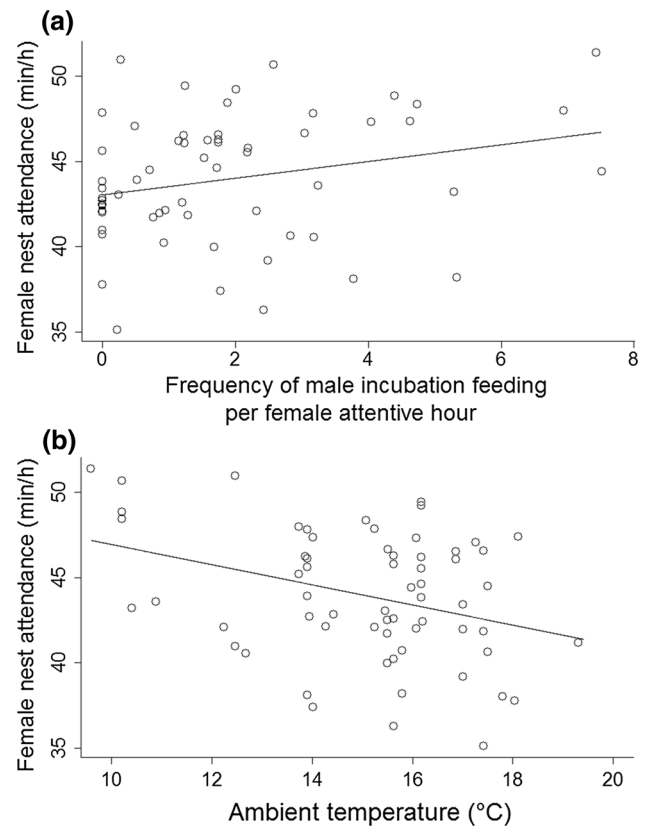 (a)
Female nest attendance (min/h)
50
45
40
35
0 2 4 6 8
Frequency of male incubation feeding
per female attentive hour
(b)
Female nest attendance (min/h)
50
45
40
35
10 12 14 16 18 20
Ambient temperature (°C)